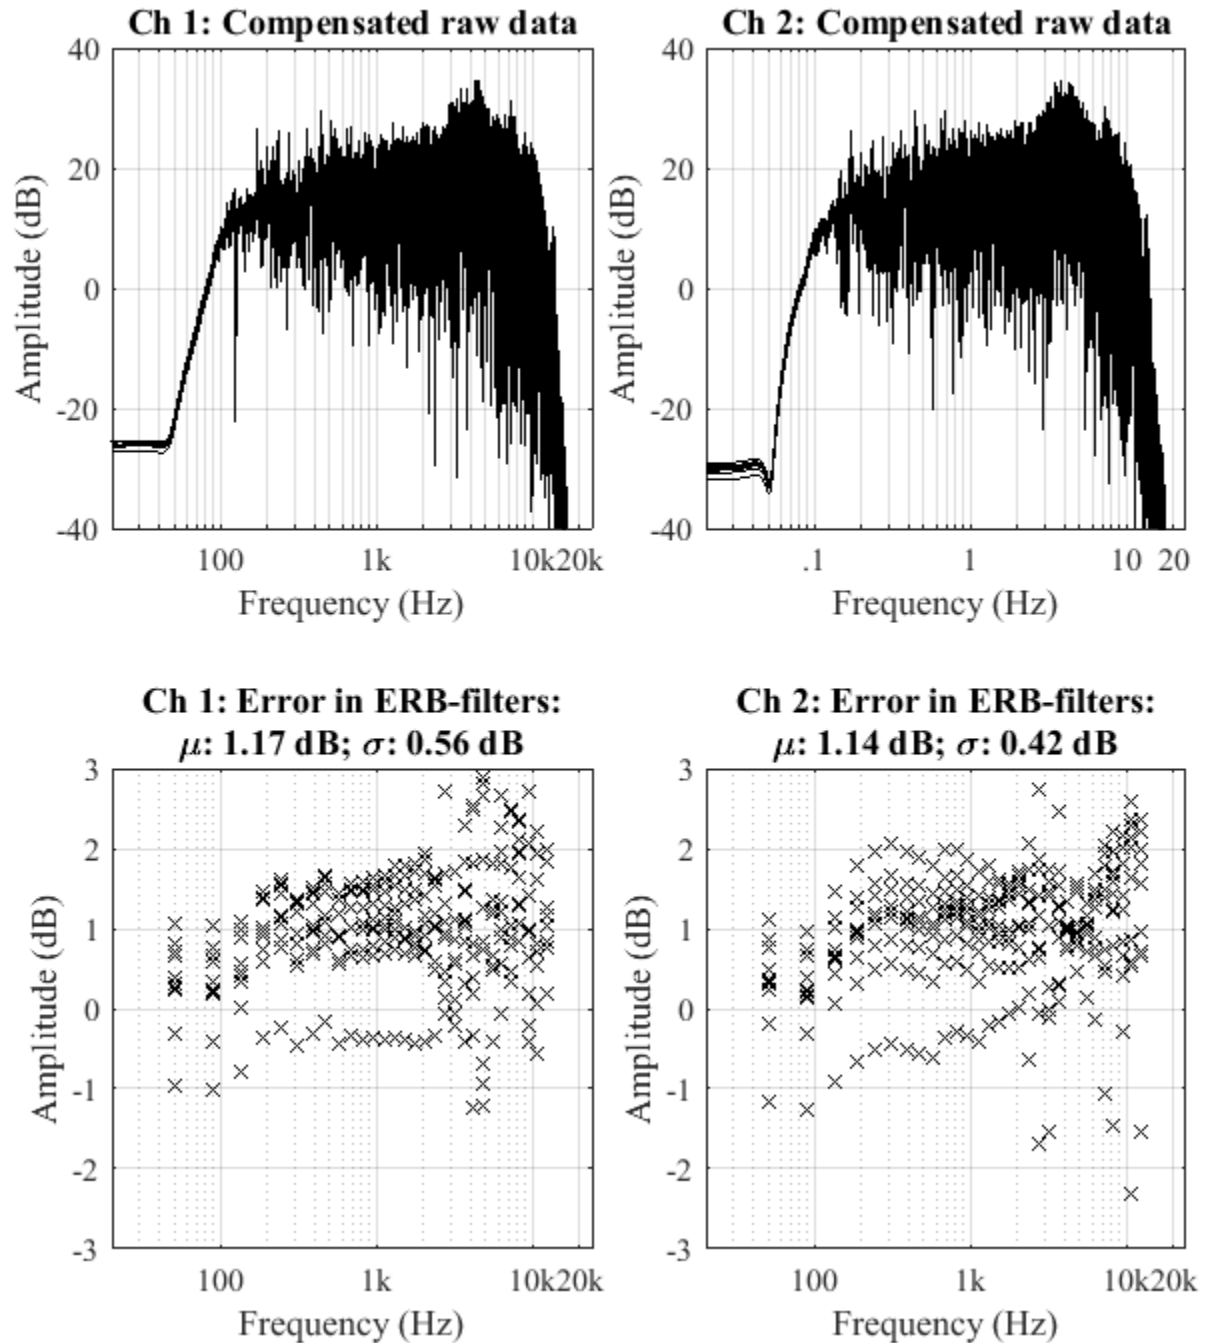 Ch 1: Compensated raw data
40
20
0
-20
-40
Amplitude (dB)
100 1k 10k20k
Frequency (Hz)
Ch 2: Compensated raw data
40
20
0
-20
-40
Amplitude (dB)
.1 1 10 20
Frequency (Hz)
Ch 1: Error in ERB-filters:
μ: 1.17 dB; σ: 0.56 dB
3
2
1
0
-1
-2
-3
Amplitude (dB)
100 1k 10k20k
Frequency (Hz)
Ch 2: Error in ERB-filters:
μ: 1.14 dB; σ: 0.42 dB
3
2
1
0
-1
-2
-3
Amplitude (dB)
100 1k 10k20k
Frequency (Hz)